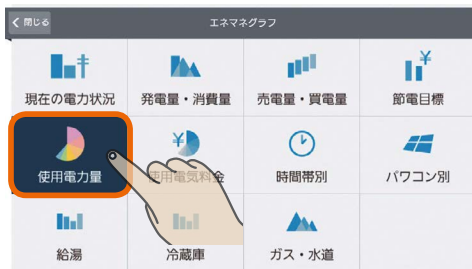 閉じる
エネマネグラフ
現在の電力状況
発電量・消費量
売電量・買電量
節電目標
使用電力量
使用電気料金
時間帯別
パワコン別
給湯
冷蔵庫
ガス・水道